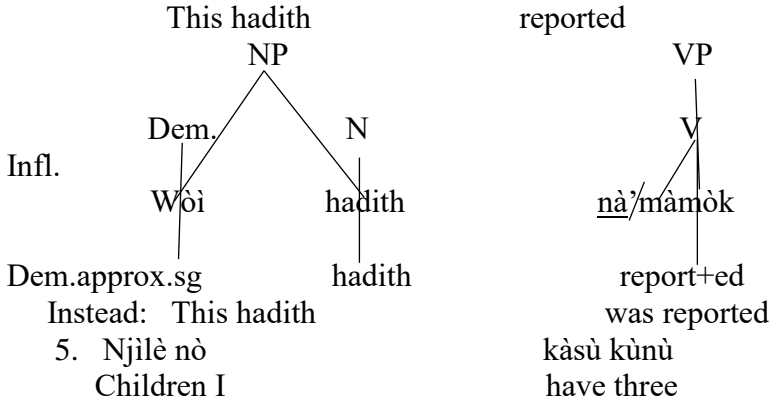 This hadith reported
NP VP
Dem. N V
Infl.
Wòì hadith nà’/màmòk
Dem.approx.sg hadith report+ed
Instead: This hadith was reported
5. Njìlè nò kàsù kùnù
Children I have three